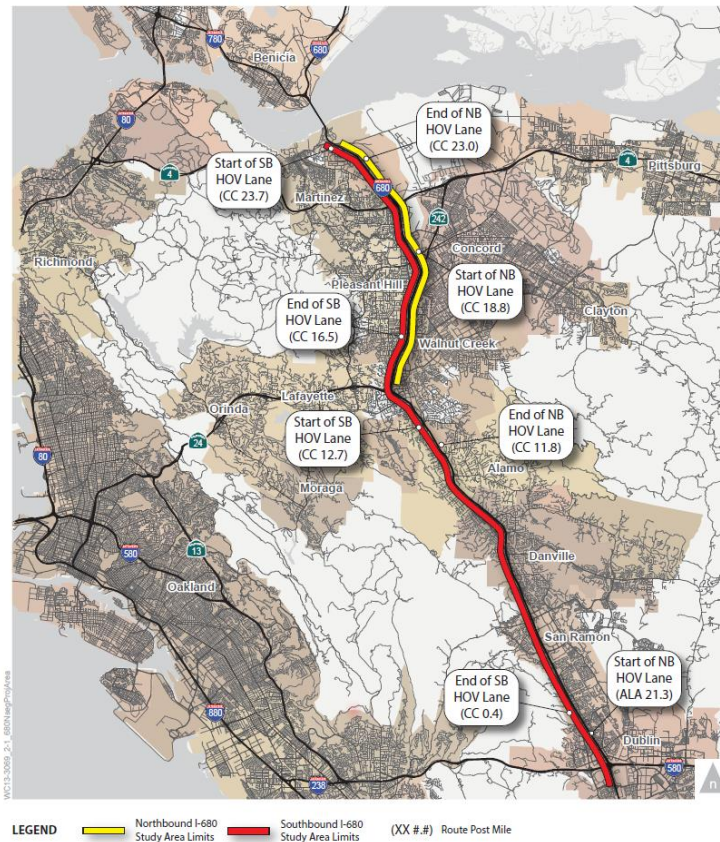 780
680
Benicia
80
End of NB
HOV Lane
(CC 23.0)
4
Pittsburg
Start of SB
HOV Lane
(CC 23.7)
4
Martinez
680
242
Concord
Richmond
Pleasant Hill
Start of NB
HOV Lane
(CC 18.8)
Clayton
End of SB
HOV Lane
(CC 16.5)
Walnut Creek
Lafayette
Orinda
Start of SB
HOV Lane
(CC 12.7)
End of NB
HOV Lane
(CC 11.8)
24
80
Alamo
Moraga
Danville
13
580
Oakland
San Ramon
End of SB
HOV Lane
(CC 0.4)
Start of NB
HOV Lane
(ALA 21.3)
880
Dublin
580
238
n
WC13-3069_2-1_680NsegProjArea
LEGEND
Northbound I-680
Study Area Limits
Southbound I-680
Study Area Limits
(XX #.#) Route Post Mile